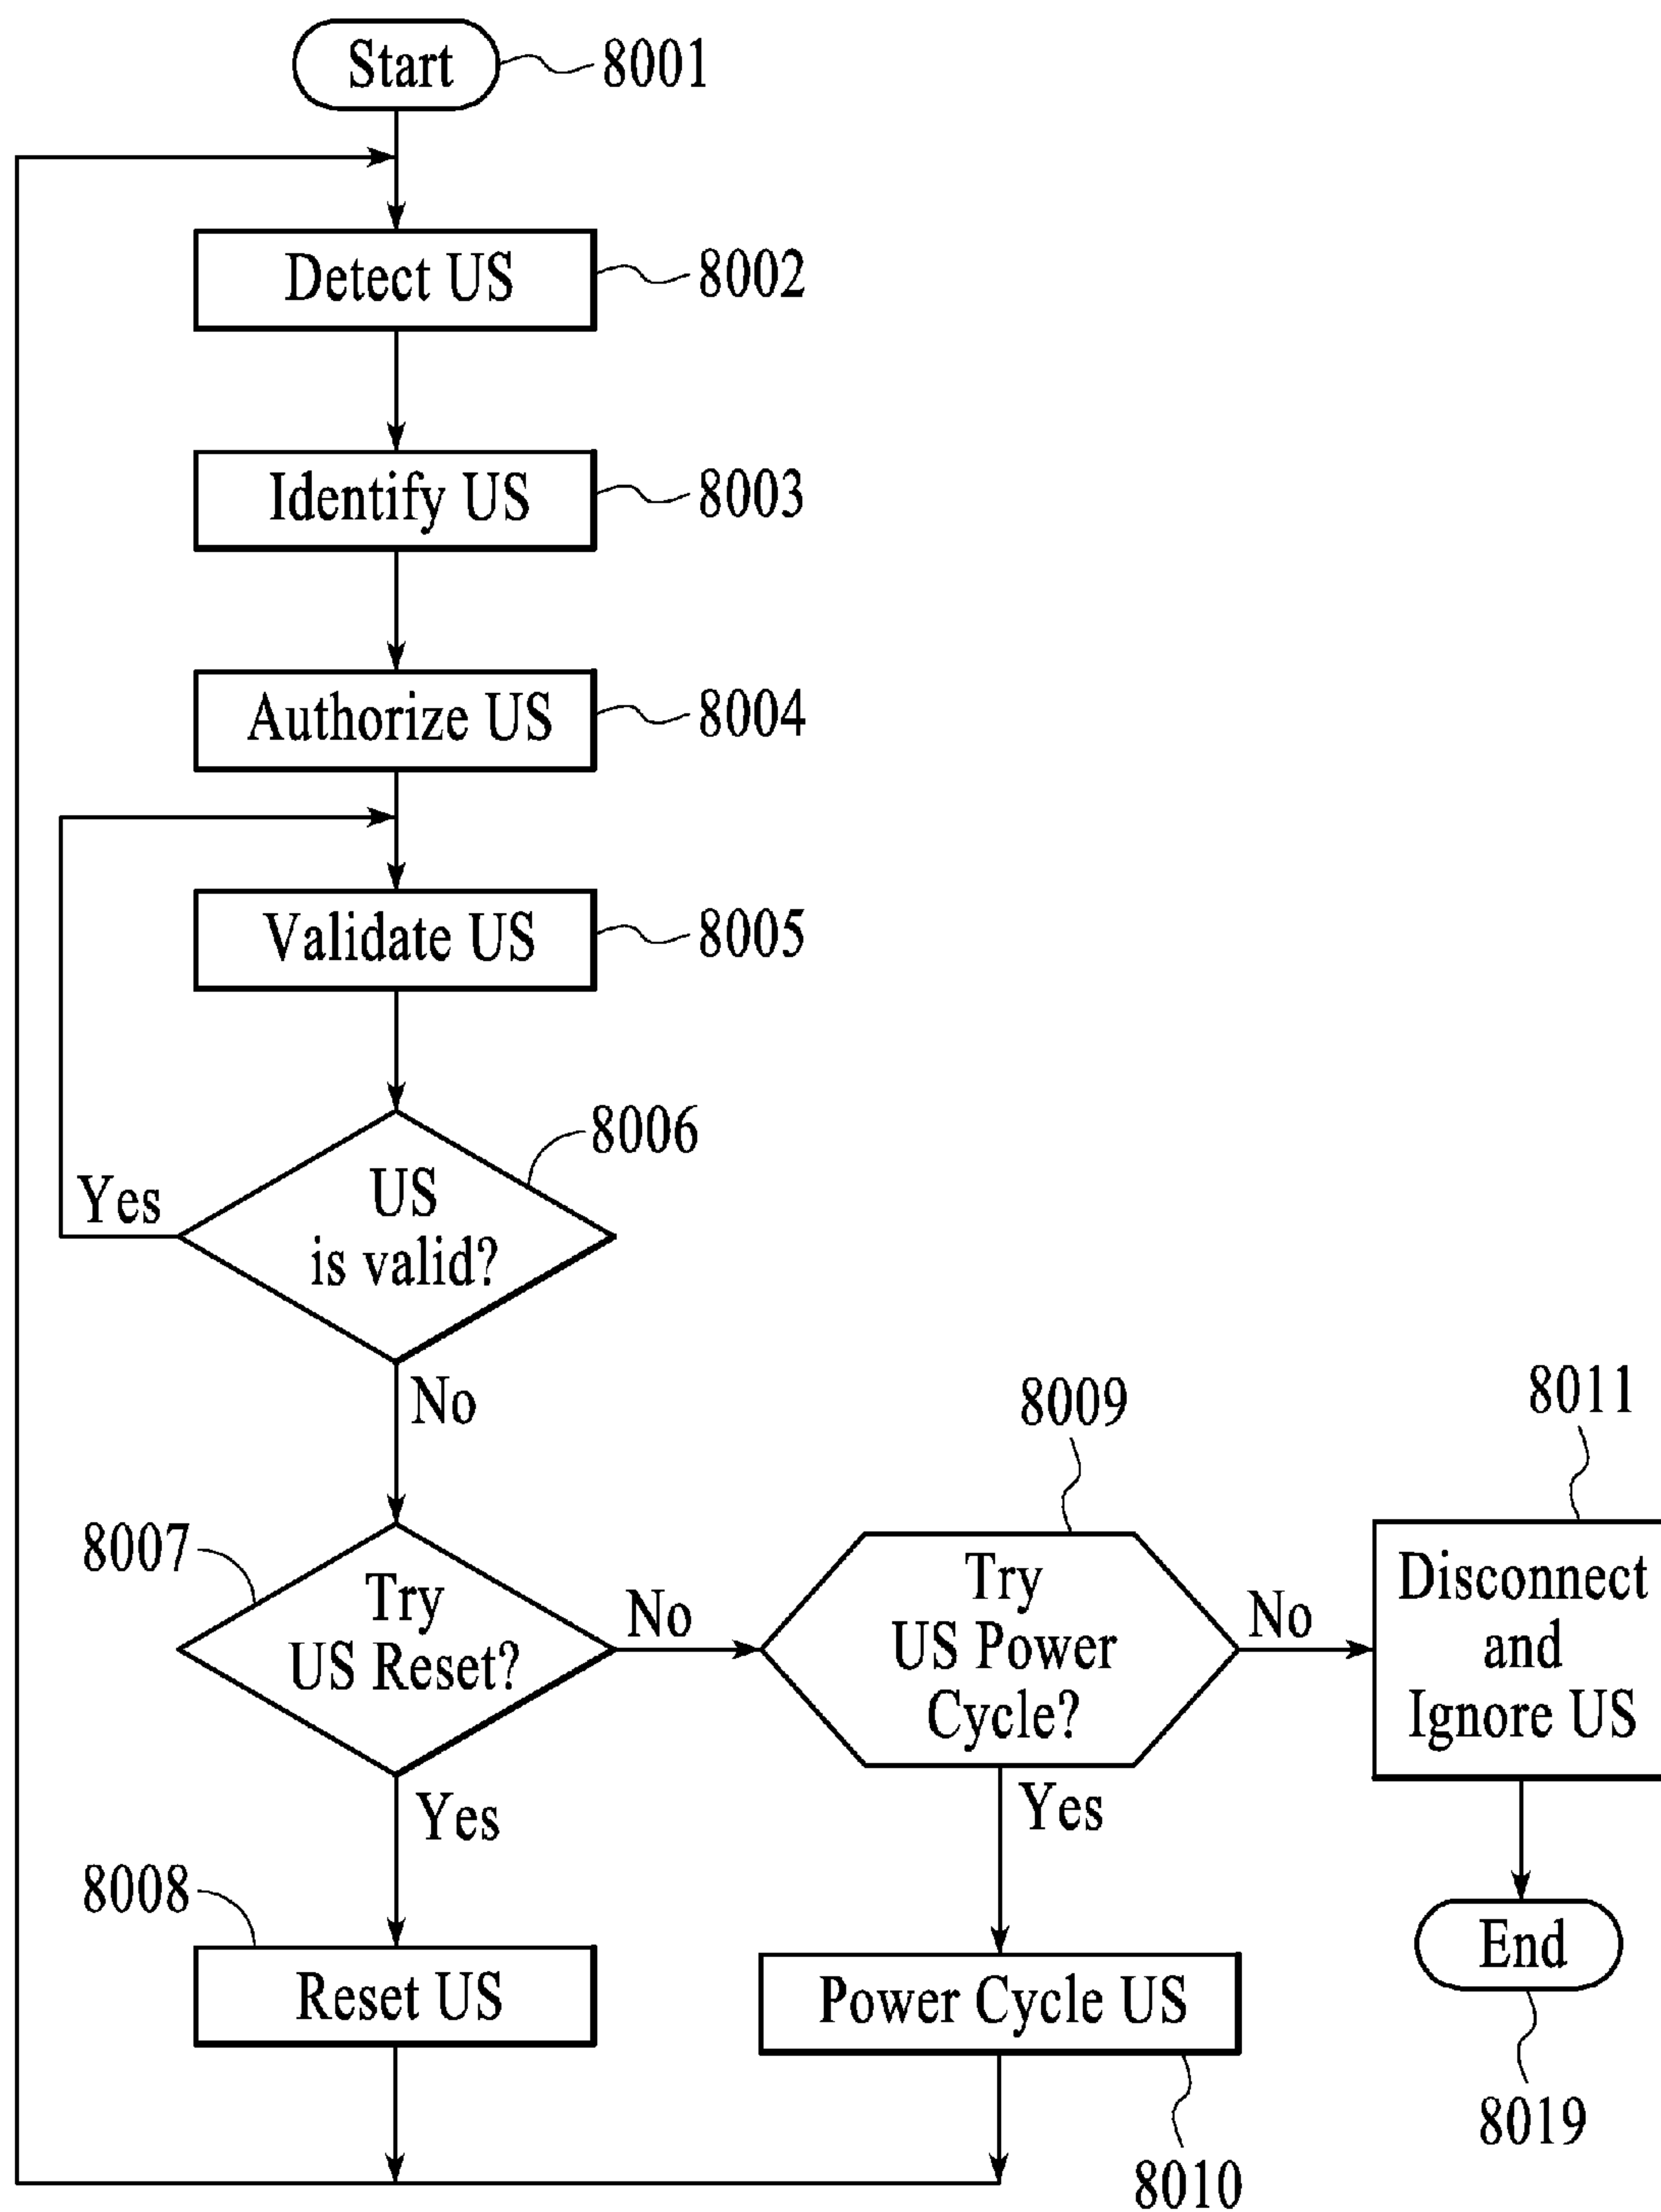 Start
8001
Detect US
8002
Identify US
8003
Authorize US
8004
Validate US
8005
8006
US
is valid?
Yes
No
8007
Try
US Reset?
No
Yes
8009
Try
US Power
Cycle?
No
Yes
8011
Disconnect
and
Ignore US
8008
Reset US
Power Cycle US
8010
End
8019